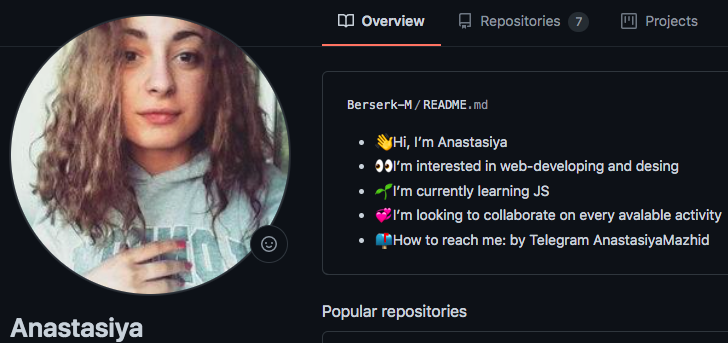 Overview
Repositories 7
Projects
Berserk-M/README.md
👋Hi, I'm Anastasiya
👀I'm interested in web-developing and desing
🌱I'm currently learning JS
💞️I'm looking to collaborate on every avalable activity
📫How to reach me: by Telegram AnastasiyaMazhid
Anastasiya
Popular repositories